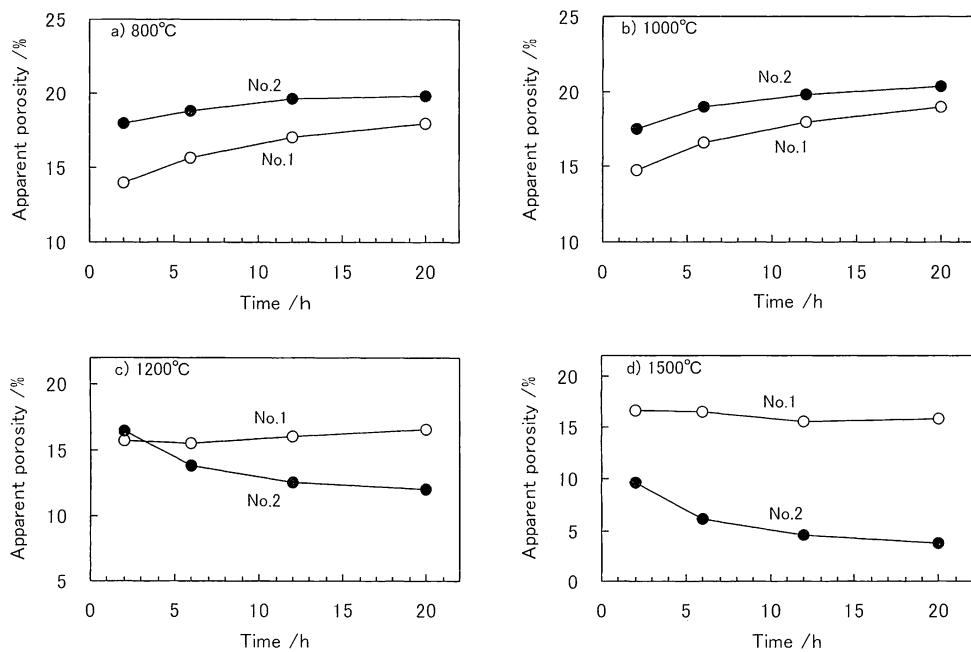 a) 800℃
Apparent porosity /%
25
20
15
10
No.2
No.1
0 5 10 15 20
Time /h
b) 1000℃
Apparent porosity /%
25
20
15
10
No.2
No.1
0 5 10 15 20
Time /h
c) 1200℃
Apparent porosity /%
20
15
10
5
No.1
No.2
0 5 10 15 20
Time /h
d) 1500℃
Apparent porosity /%
20
15
10
5
0
No.1
No.2
0 5 10 15 20
Time /h